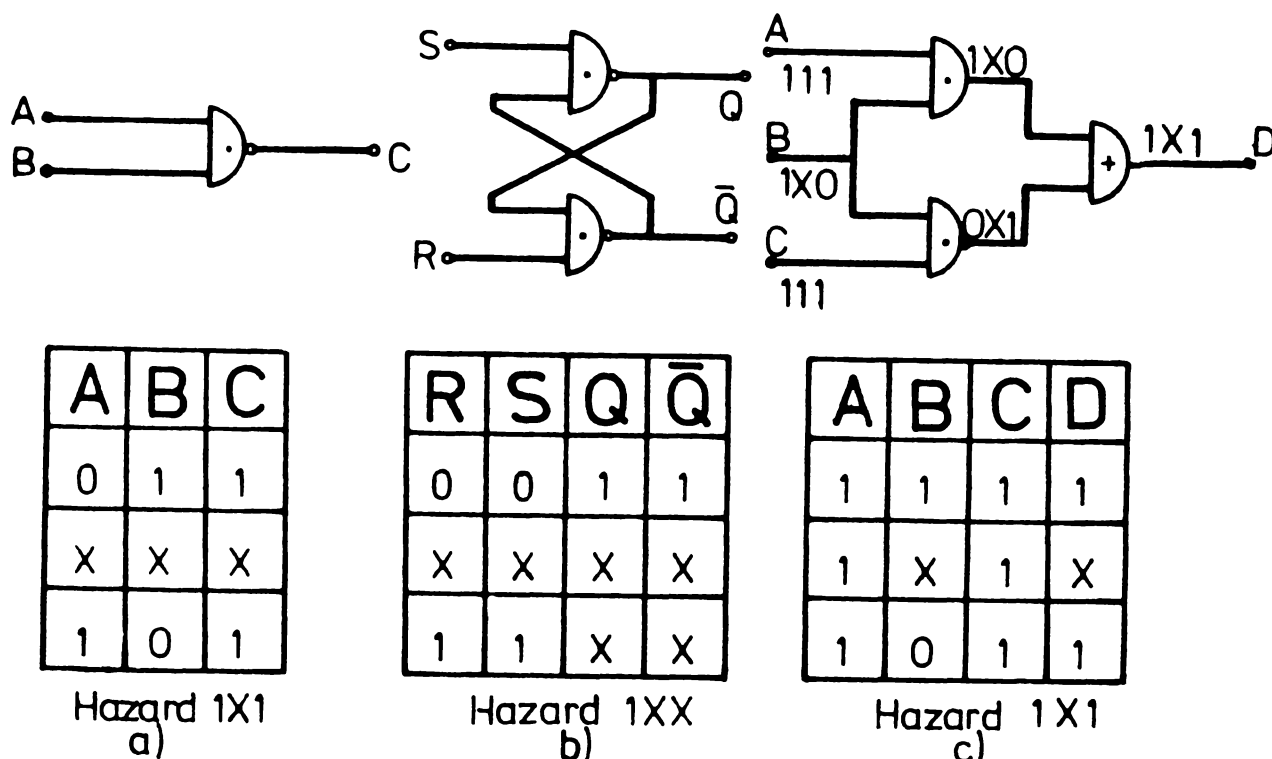 A
B
.
C
S
R
.
.
Q
Q̄
A
111
B
1X0
C
111
.
.
1X0
0X1
+
1X1
D
A B C
0 1 1
X X X
1 0 1
Hazard 1X1
a)
R S Q Q̄
0 0 1 1
X X X X
1 1 X X
Hazard 1XX
b)
A B C D
1 1 1 1
1 X 1 X
1 0 1 1
Hazard 1X1
c)